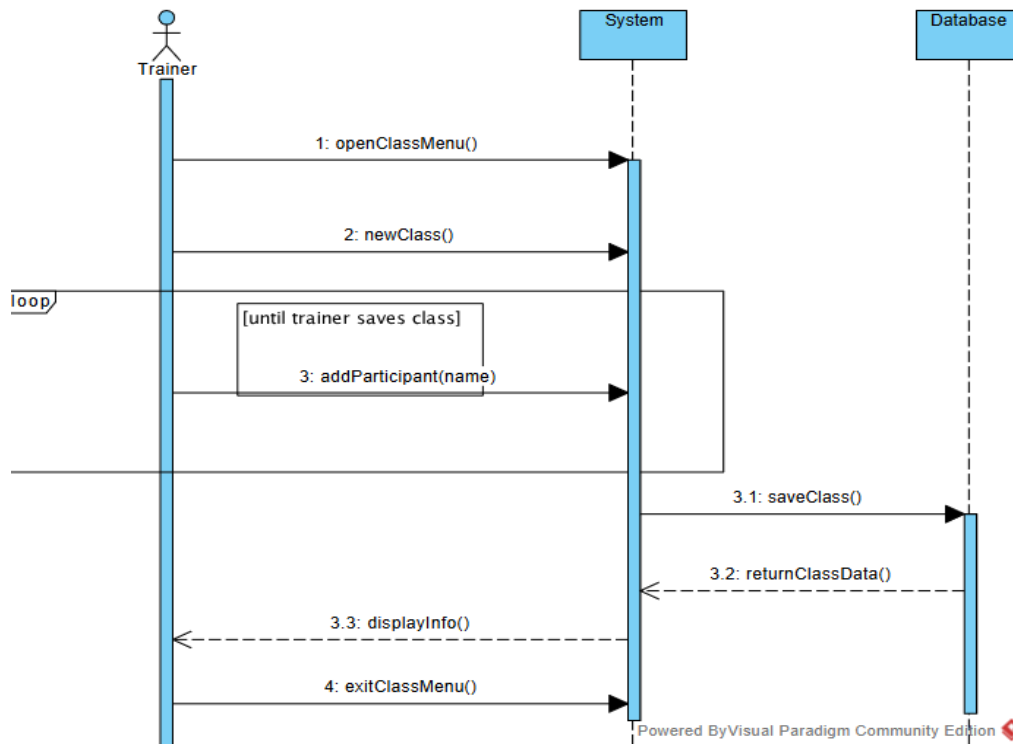 System
Database
Trainer
1: openClassMenu()
2: newClass()
loop
[until trainer saves class]
3: addParticipant(name)
3.1: saveClass()
3.2: returnClassData()
3.3: displayInfo()
4: exitClassMenu()
Powered ByVisual Paradigm Community Edition